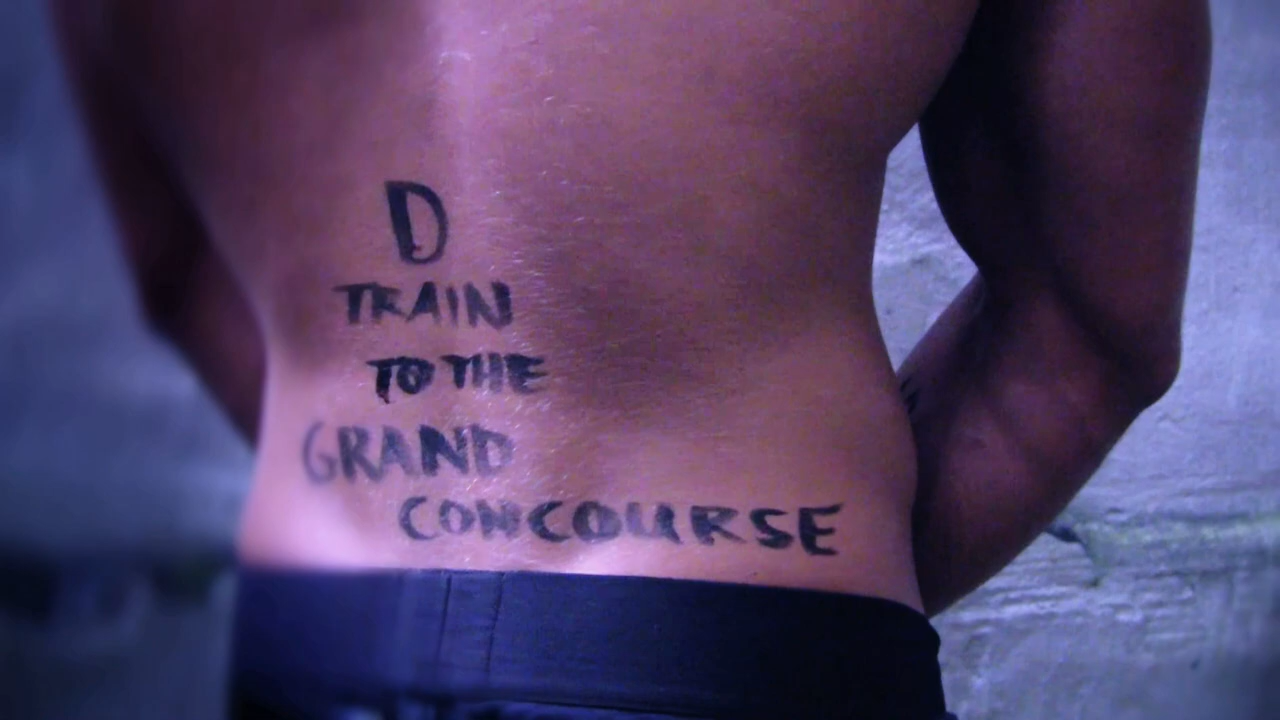 D
TRAIN
TO THE
GRAND
CONCOURSE